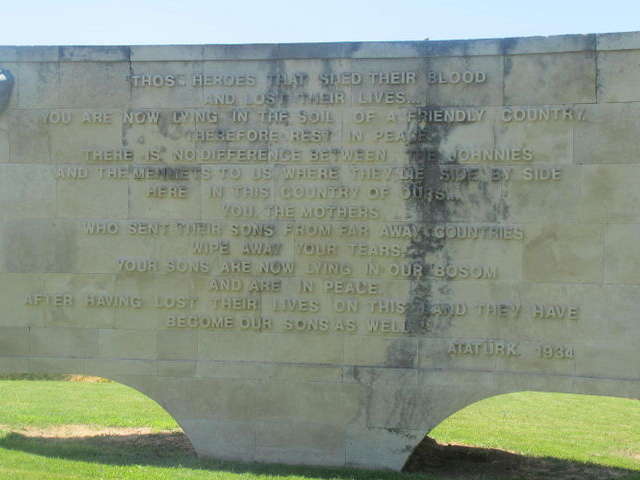 "THOSE HEROES THAT SHED THEIR BLOOD
AND LOST THEIR LIVES...
YOU ARE NOW LYING IN THE SOIL OF A FRIENDLY COUNTRY.
THEREFORE REST IN PEACE.
THERE IS NO DIFFERENCE BETWEEN THE JOHNNIES
AND THE MEHMETS TO US WHERE THEY LIE SIDE BY SIDE
HERE IN THIS COUNTRY OF OURS...
YOU, THE MOTHERS,
WHO SENT THEIR SONS FROM FAR AWAY COUNTRIES
WIPE AWAY YOUR TEARS;
YOUR SONS ARE NOW LYING IN OUR BOSOM
AND ARE IN PEACE.
AFTER HAVING LOST THEIR LIVES ON THIS LAND THEY HAVE
BECOME OUR SONS AS WELL."
ATATÜRK. 1934